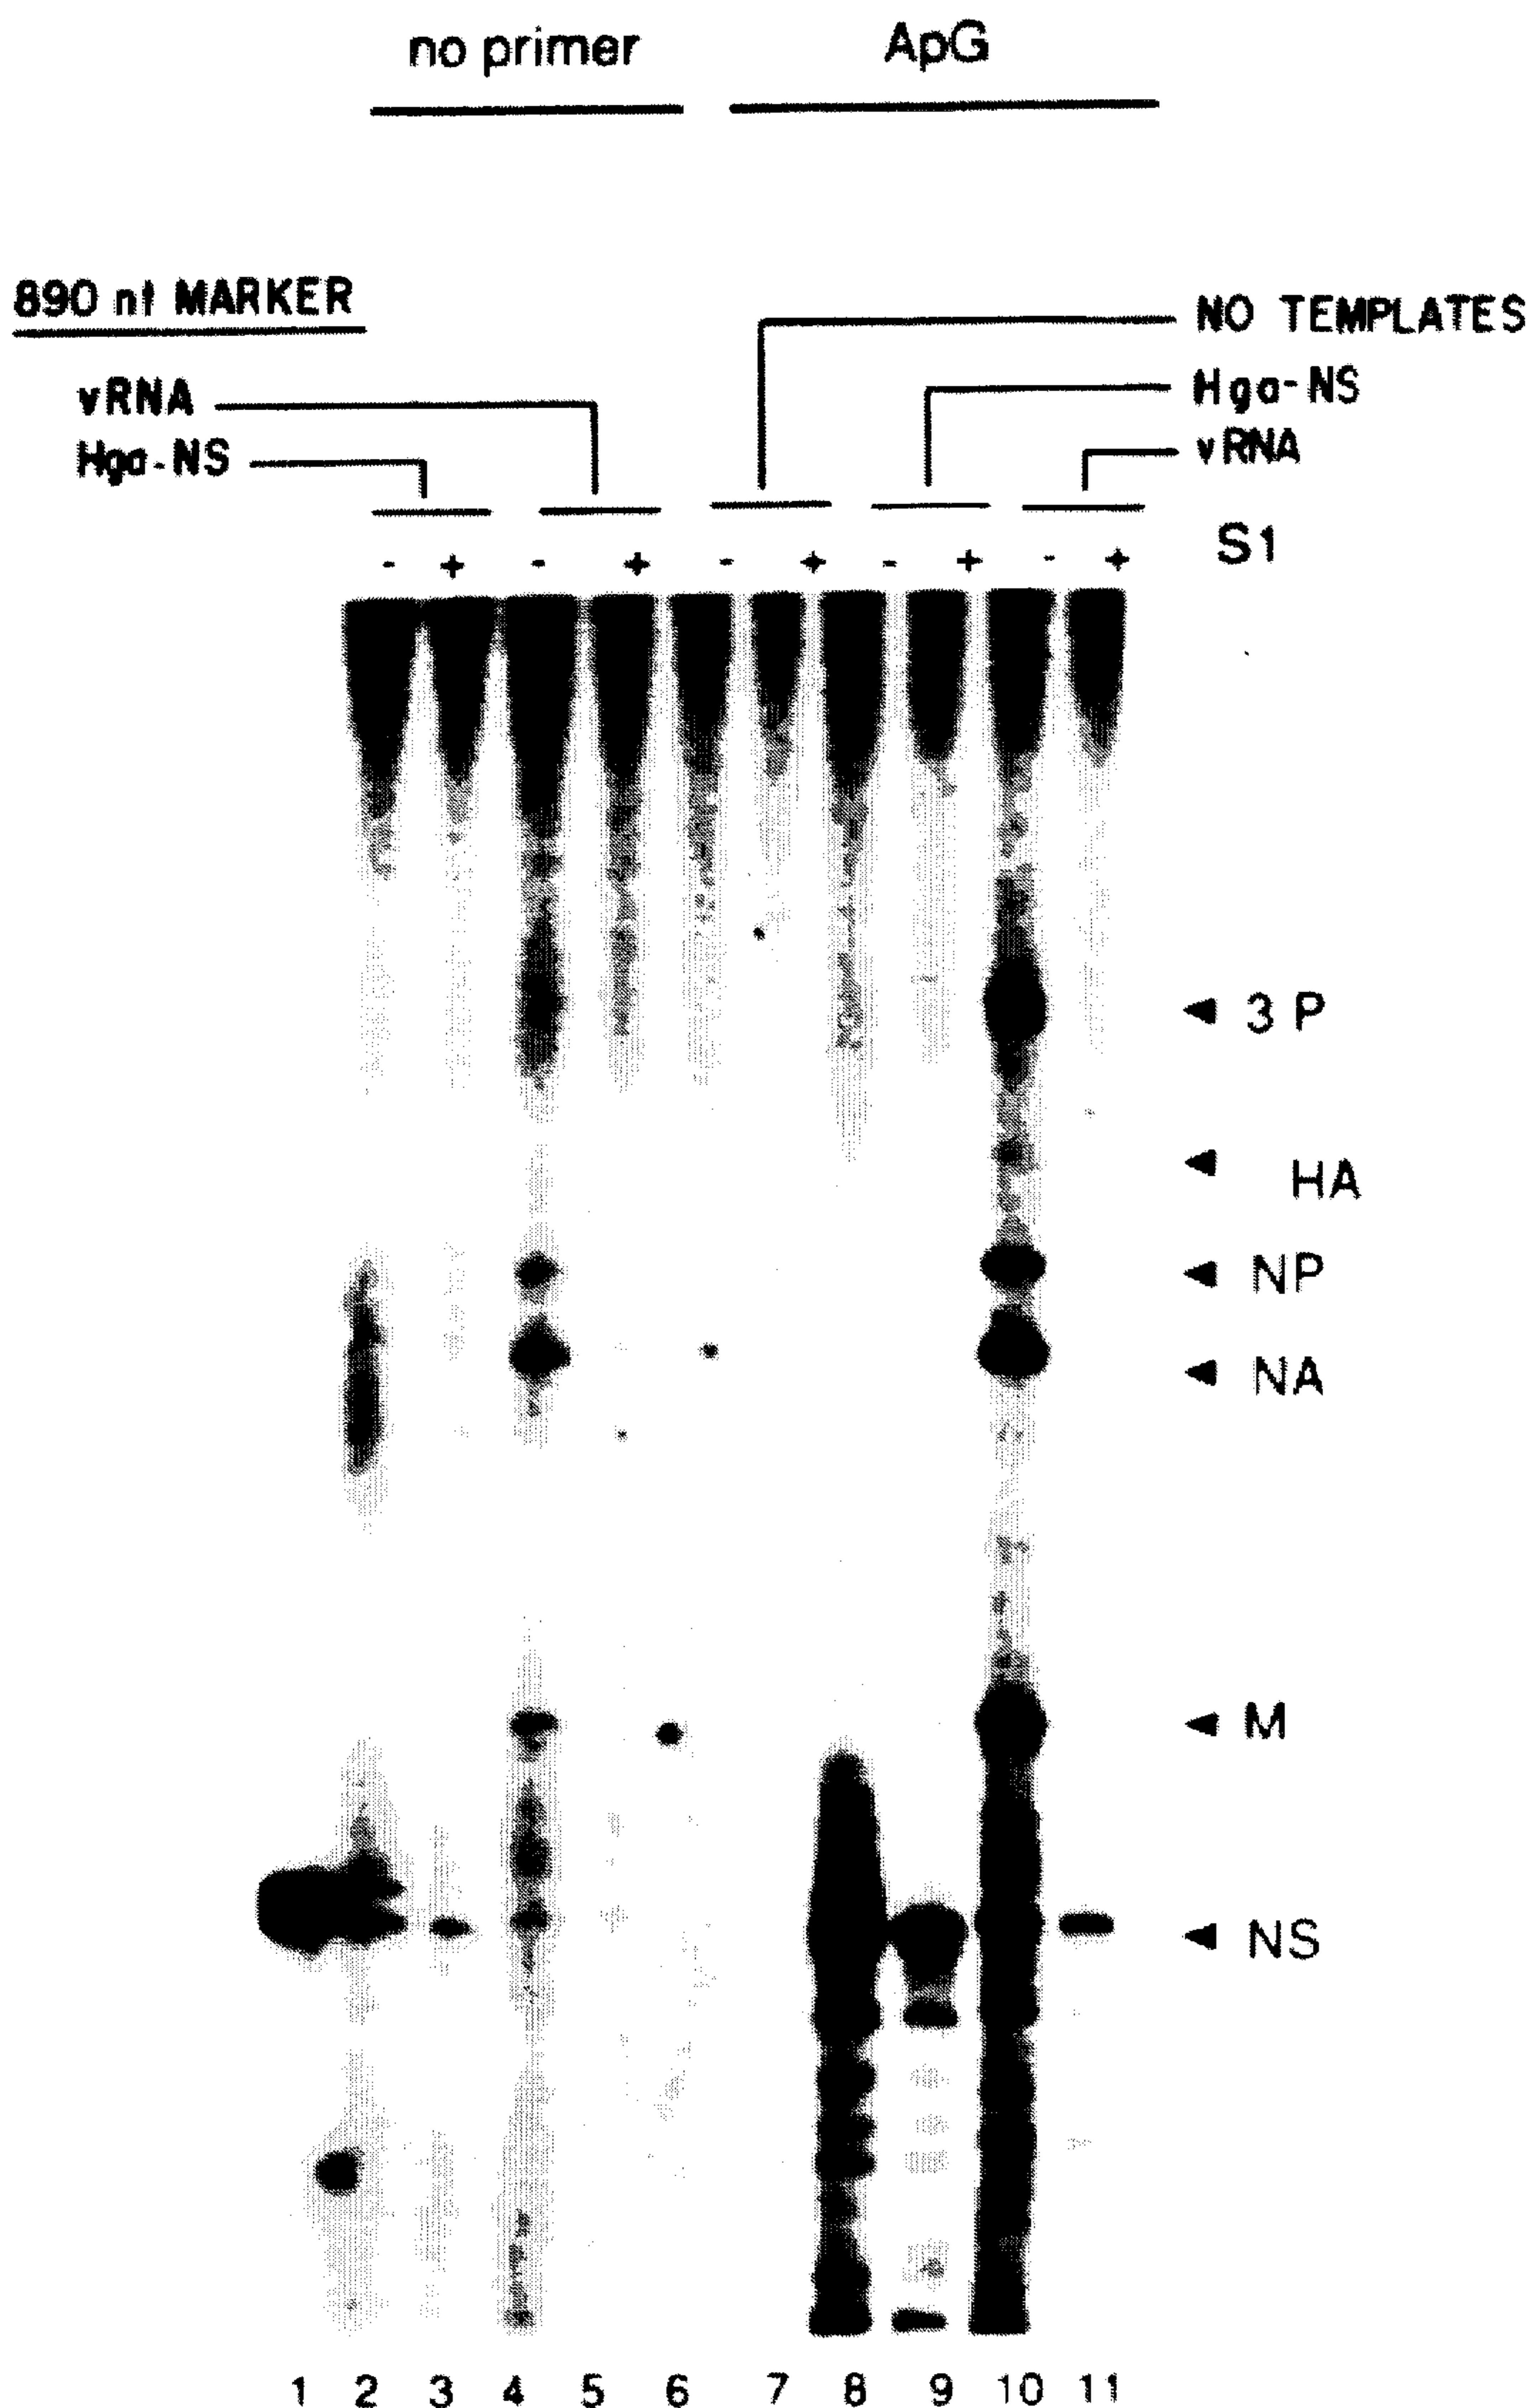 no primer ApG
890 nt MARKER
NO TEMPLATES
vRNA Hga-NS
Hga-NS vRNA
- + - + - + - + - + S1
3 P
HA
NP
NA
M
NS
1 2 3 4 5 6 7 8 9 10 11